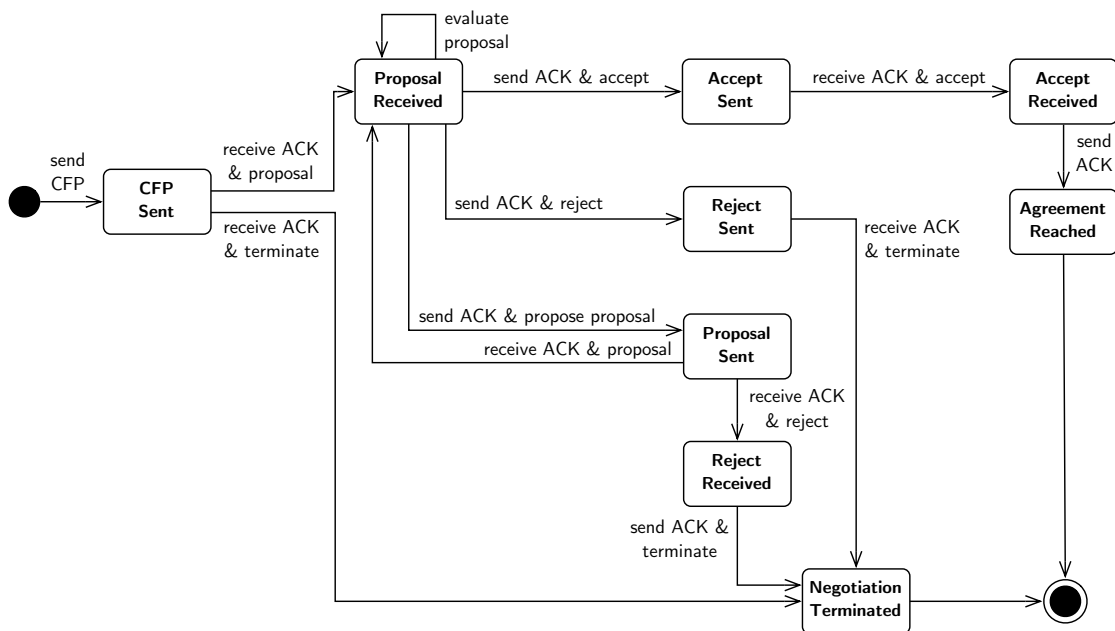 evaluate
proposal
Proposal
Received
send ACK & accept
Accept
Sent
receive ACK & accept
Accept
Received
send
ACK
send
CFP
CFP
Sent
receive ACK
& proposal
receive ACK
& terminate
send ACK & reject
Reject
Sent
receive ACK
& terminate
Agreement
Reached
send ACK & propose proposal
receive ACK & proposal
Proposal
Sent
receive ACK
& reject
Reject
Received
send ACK &
terminate
Negotiation
Terminated